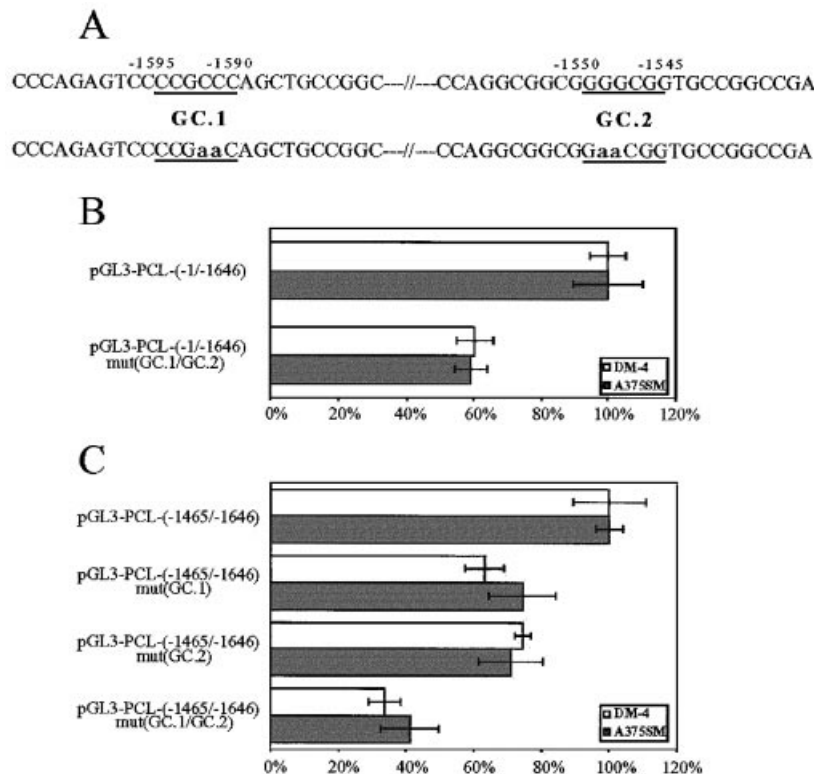 A
-1595 -1590 -1550 -1545
CCCAGAGTCCCCGCCCAGCTGCCGGC---//---CCAGGCGGCGGGGCGGTGCCGGCCGA
GC.1 GC.2
CCCAGAGTCCCCGaaCAGCTGCCGGC---//---CCAGGCGGCGGaaCGGTGCCGGCCGA
B
pGL3-PCL-(-1/-1646)
pGL3-PCL-(-1/-1646)
mut(GC.1/GC.2)
DM-4
A375SM
0% 20% 40% 60% 80% 100% 120%
C
pGL3-PCL-(-1465/-1646)
pGL3-PCL-(-1465/-1646)
mut(GC.1)
pGL3-PCL-(-1465/-1646)
mut(GC.2)
pGL3-PCL-(-1465/-1646)
mut(GC.1/GC.2)
DM-4
A375SM
0% 20% 40% 60% 80% 100% 120%